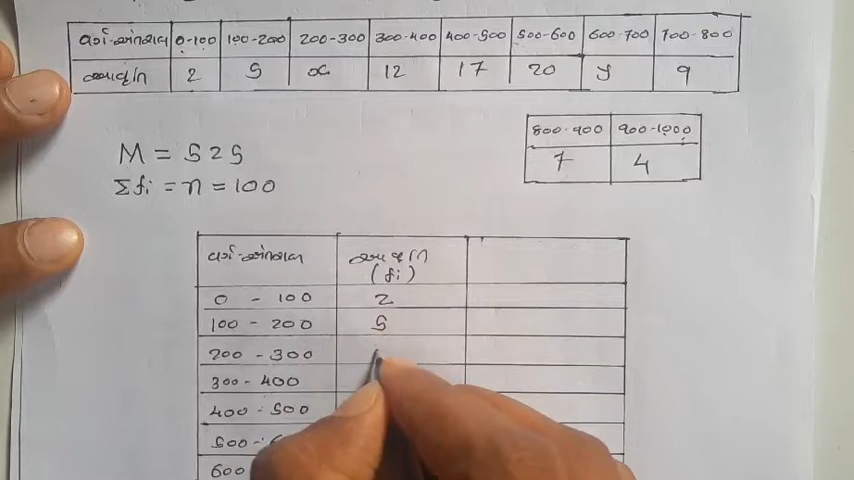 વર્ગ-અંતરાલ 0-100 100-200 200-300 300-400 400-500 500-600 600-700 700-800
આવૃત્તિ 2 5 x 12 17 20 y 9
800-900 900-1000
7 4
M = 525
Σfi = n = 100
વર્ગ-અંતરાલ આવૃત્તિ
(fi)
0 - 100 2
100 - 200 5
200 - 300
300 - 400
400 - 500
500 -
600